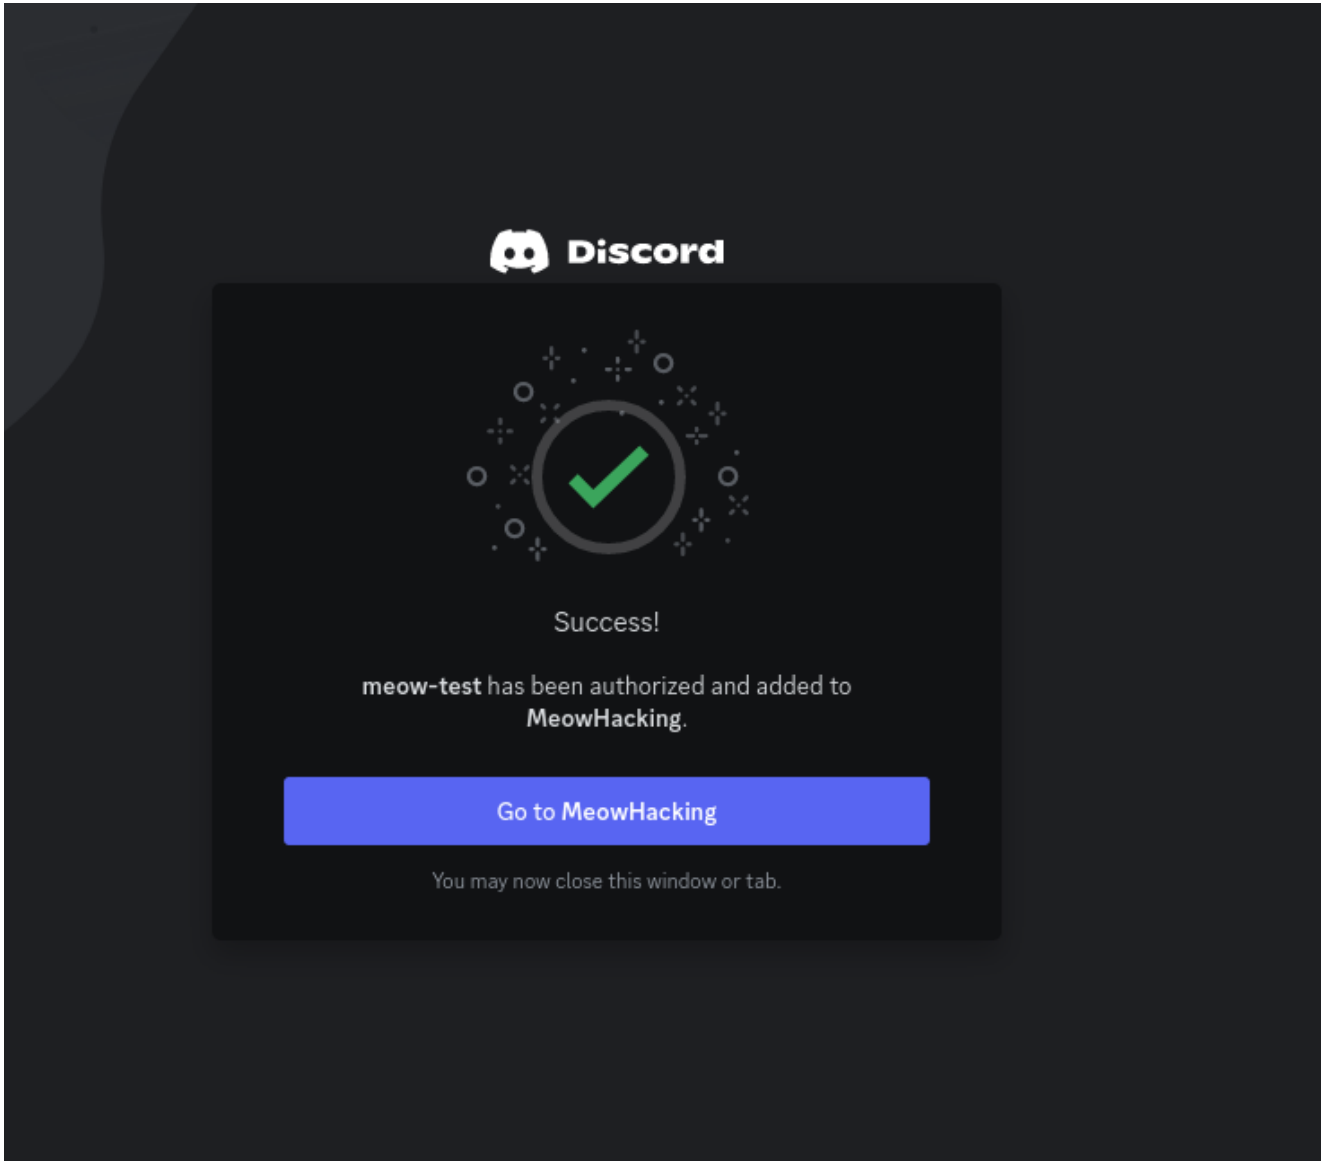 Discord
Success!
meow-test has been authorized and added to
MeowHacking.
Go to MeowHacking
You may now close this window or tab.